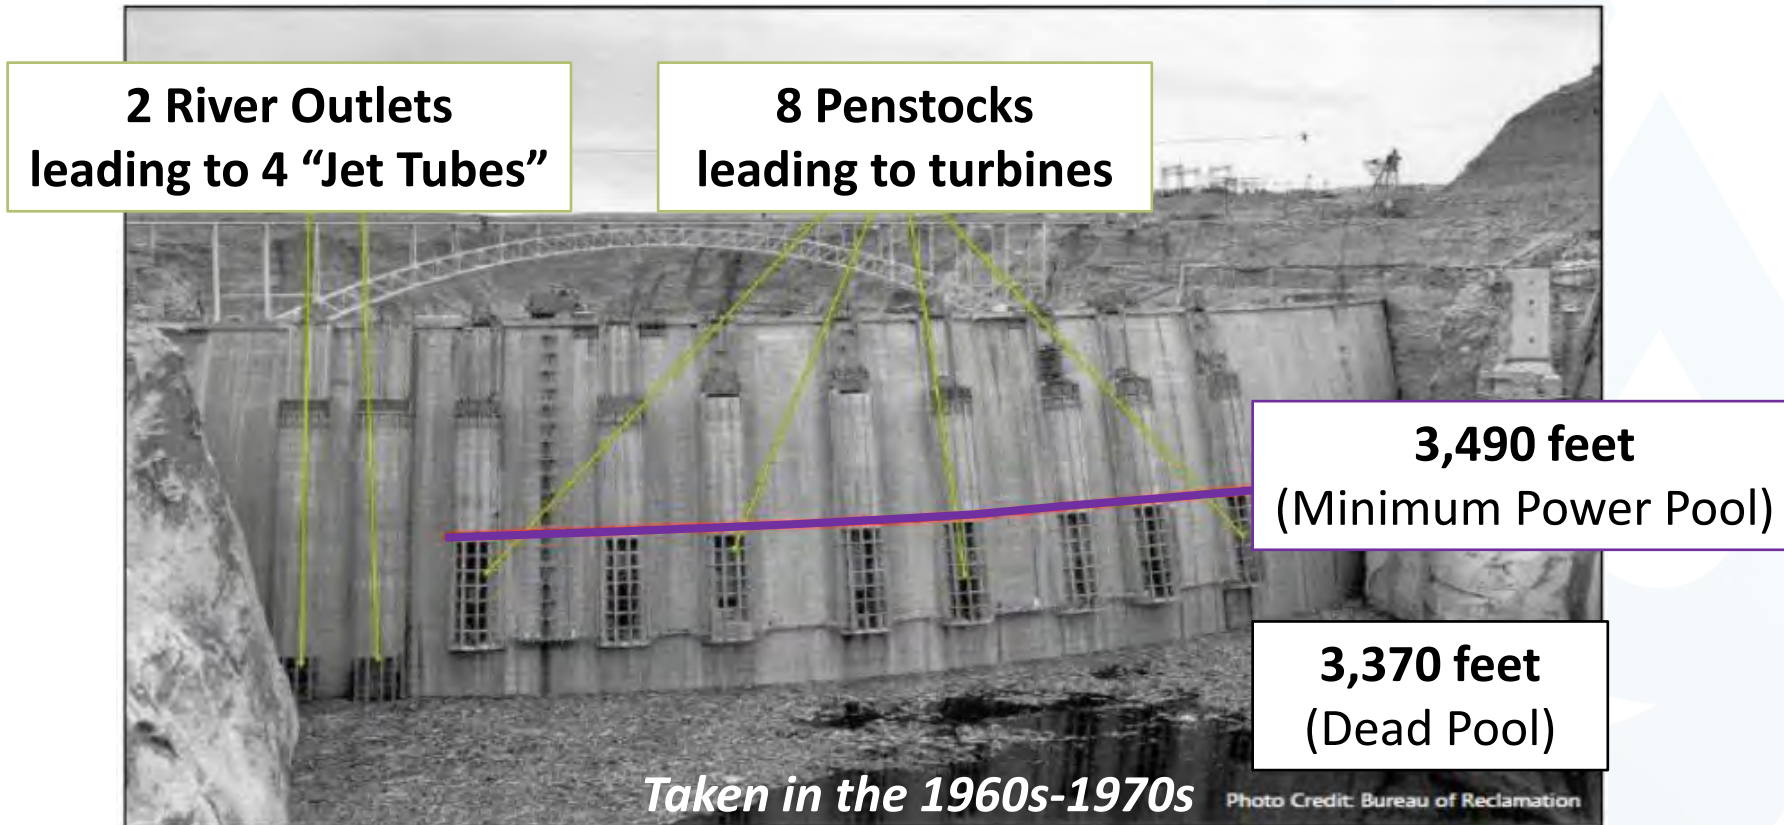 2 River Outlets
leading to 4 “Jet Tubes”
8 Penstocks
leading to turbines
3,490 feet
(Minimum Power Pool)
3,370 feet
(Dead Pool)
Taken in the 1960s-1970s
Photo Credit: Bureau of Reclamation